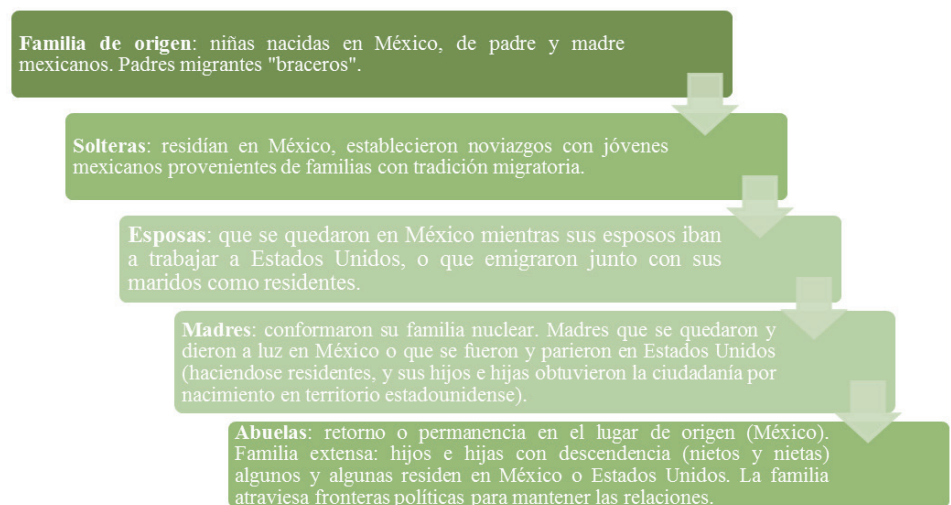 Familia de origen: niñas nacidas en México, de padre y madre
mexicanos. Padres migrantes "braceros".
Solteras: residían en México, establecieron noviazgos con jóvenes
mexicanos provenientes de familias con tradición migratoria.
Esposas: que se quedaron en México mientras sus esposos iban
a trabajar a Estados Unidos, o que emigraron junto con sus
maridos como residentes.
Madres: conformaron su familia nuclear. Madres que se quedaron y
dieron a luz en México o que se fueron y parieron en Estados Unidos
(haciendose residentes, y sus hijos e hijas obtuvieron la ciudadanía por
nacimiento en territorio estadounidense).
Abuelas: retorno o permanencia en el lugar de origen (México).
Familia extensa: hijos e hijas con descendencia (nietos y nietas)
algunos y algunas residen en México o Estados Unidos. La familia
atraviesa fronteras políticas para mantener las relaciones.